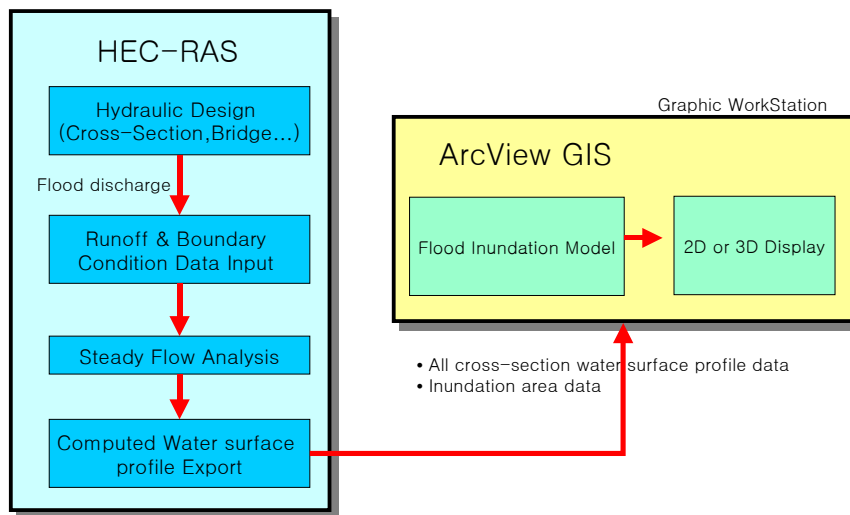 HEC-RAS
Hydraulic Design
(Cross-Section,Bridge...)
Flood discharge
Runoff & Boundary
Condition Data Input
Steady Flow Analysis
Computed Water surface
profile Export
Graphic WorkStation
ArcView GIS
Flood Inundation Model
2D or 3D Display
• All cross-section water surface profile data
• Inundation area data